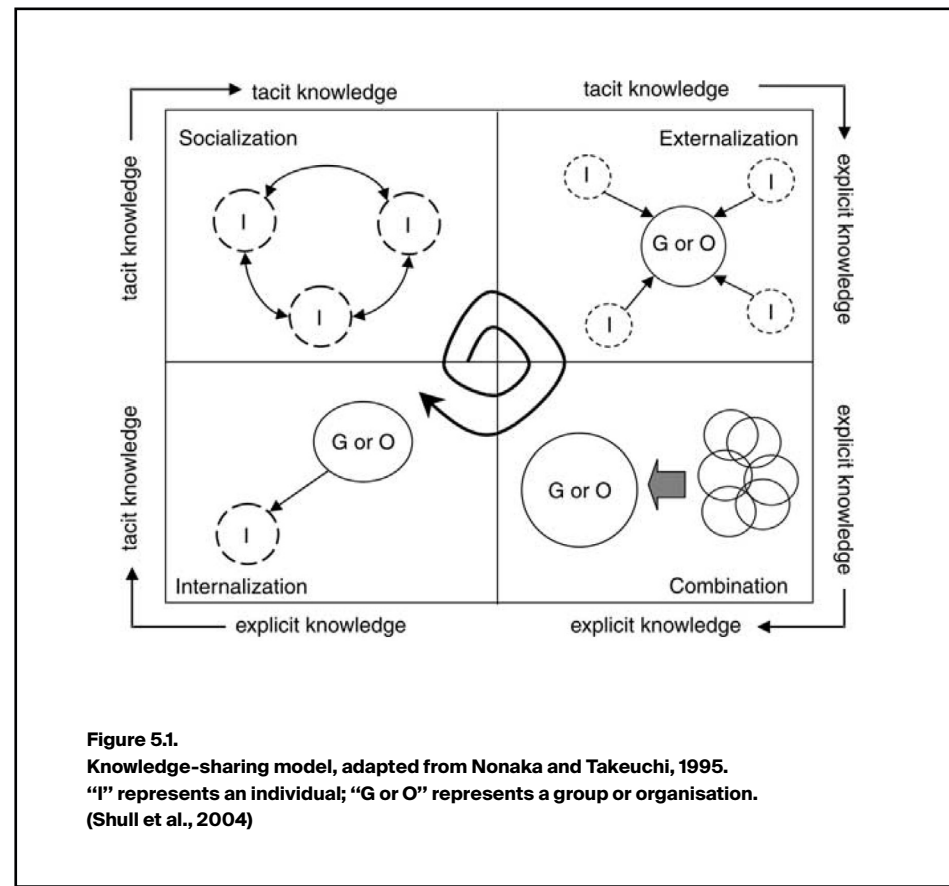 tacit knowledge
tacit knowledge
tacit knowledge
explicit knowledge
Socialization
I
I
I
Externalization
I
I
G or O
I
I
tacit knowledge
explicit knowledge
G or O
I
Internalization
G or O
Combination
explicit knowledge
explicit knowledge
Figure 5.1.
Knowledge-sharing model, adapted from Nonaka and Takeuchi, 1995.
“I” represents an individual; “G or O” represents a group or organisation.
(Shull et al., 2004)